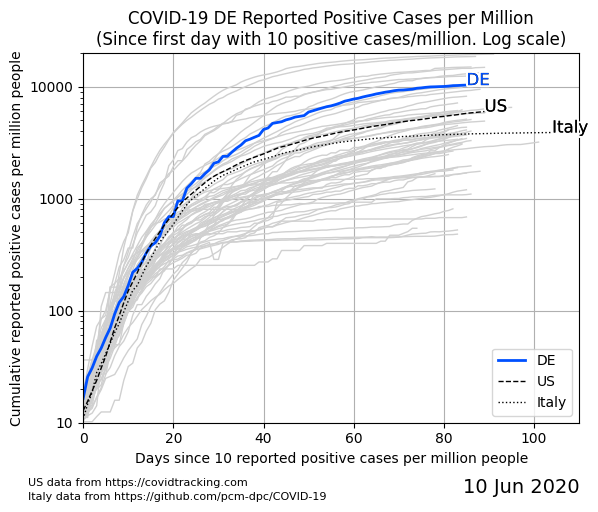 COVID-19 DE Reported Positive Cases per Million
(Since first day with 10 positive cases/million. Log scale)
Cumulative reported positive cases per million people
10000
1000
100
10
DE
US
Italy
DE
US
Italy
0
20
40
60
80
100
Days since 10 reported positive cases per million people
US data from https://covidtracking.com
Italy data from https://github.com/pcm-dpc/COVID-19
10 Jun 2020